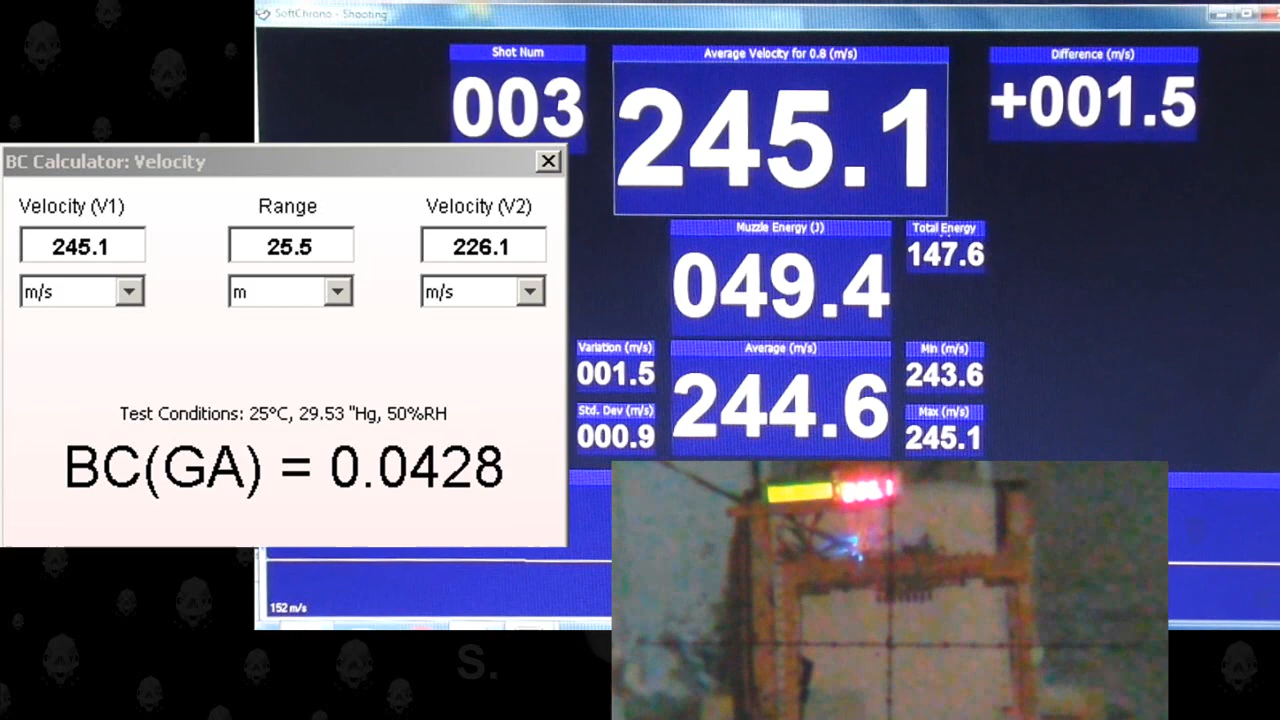 SoftChrono - Shooting
Shot Num
003
Average Velocity for 0.8 (m/s)
245.1
Difference (m/s)
+001.5
BC Calculator: Velocity
Velocity (V1)
Range
Velocity (V2)
245.1
25.5
226.1
m/s
m
m/s
Test Conditions: 25°C, 29.53 "Hg, 50%RH
BC(GA) = 0.0428
Muzzle Energy (J)
049.4
Total Energy
147.6
Variation (m/s)
001.5
Average (m/s)
244.6
Min (m/s)
243.6
Std. Dev (m/s)
000.9
Max (m/s)
245.1
152 m/s
S.